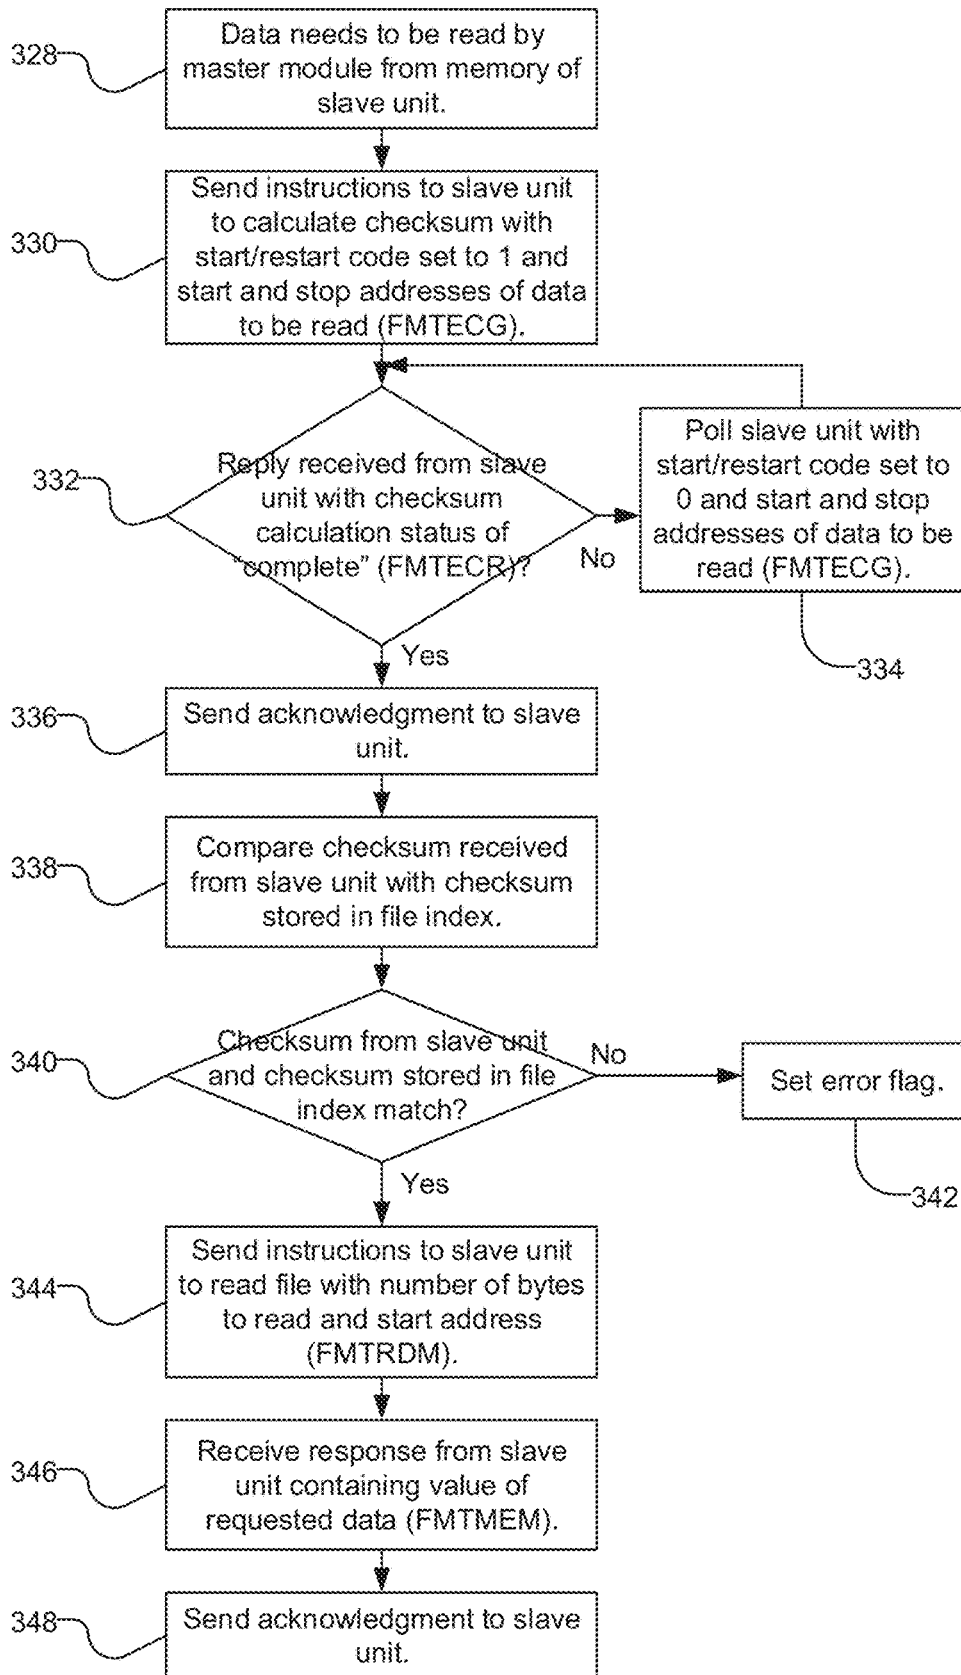 328
Data needs to be read by
master module from memory of
slave unit.
330
Send instructions to slave unit
to calculate checksum with
start/restart code set to 1 and
start and stop addresses of data
to be read (FMTECG).
332
Reply received from slave
unit with checksum
calculation status of
"complete" (FMTECR)?
No
Poll slave unit with
start/restart code set to
0 and start and stop
addresses of data to be
read (FMTECG).
334
Yes
336
Send acknowledgment to slave
unit.
338
Compare checksum received
from slave unit with checksum
stored in file index.
340
Checksum from slave unit
and checksum stored in file
index match?
No
Set error flag.
342
Yes
344
Send instructions to slave unit
to read file with number of bytes
to read and start address
(FMTRDM).
346
Receive response from slave
unit containing value of
requested data (FMTMEM).
348
Send acknowledgment to slave
unit.